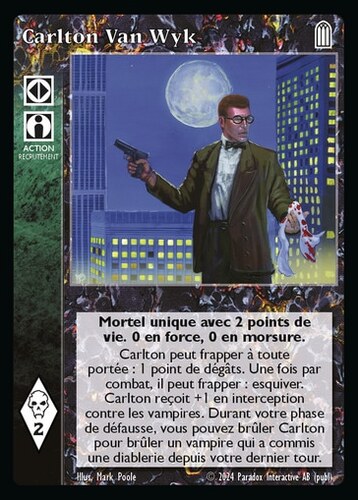 Carlton Van Wyk
ACTION
RECRUTEMENT
Mortel unique avec 2 points de
vie. 0 en force, 0 en morsure.
Carlton peut frapper à toute
portée : 1 point de dégâts. Une fois par
combat, il peut frapper : esquiver.
Carlton reçoit +1 en interception
contre les vampires. Durant votre phase
de défausse, vous pouvez brûler Carlton
pour brûler un vampire qui a commis
une diablerie depuis votre dernier tour.
2
Illus. Mark Poole
© 2024 Paradox Interactive AB (publ)